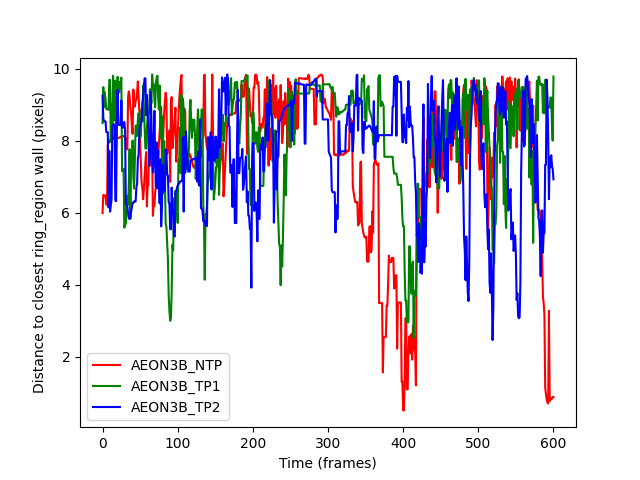 10
8
6
4
2
0
100
200
300
400
500
600
Distance to closest ring_region wall (pixels)
Time (frames)
AEON3B_NTP
AEON3B_TP1
AEON3B_TP2